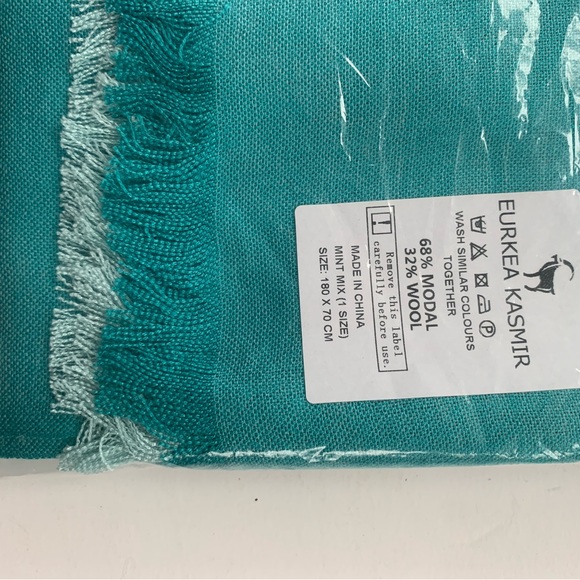 EURKEA KASMIR
WASH SIMILAR COLOURS
TOGETHER
68% MODAL
32% WOOL
Remove this label
carefully before use.
MADE IN CHINA
MINT MIX (1 SIZE)
SIZE: 180 X 70 CM